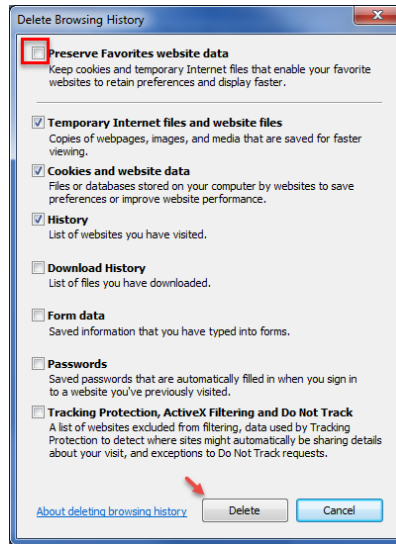 Delete Browsing History
Preserve Favorites website data
Keep cookies and temporary Internet files that enable your favorite
websites to retain preferences and display faster.
Temporary Internet files and website files
Copies of webpages, images, and media that are saved for faster
viewing.
Cookies and website data
Files or databases stored on your computer by websites to save
preferences or improve website performance.
History
List of websites you have visited.
Download History
List of files you have downloaded.
Form data
Saved information that you have typed into forms.
Passwords
Saved passwords that are automatically filled in when you sign in
to a website you've previously visited.
Tracking Protection, ActiveX Filtering and Do Not Track
A list of websites excluded from filtering, data used by Tracking
Protection to detect where sites might automatically be sharing details
about your visit, and exceptions to Do Not Track requests.
About deleting browsing history Delete Cancel